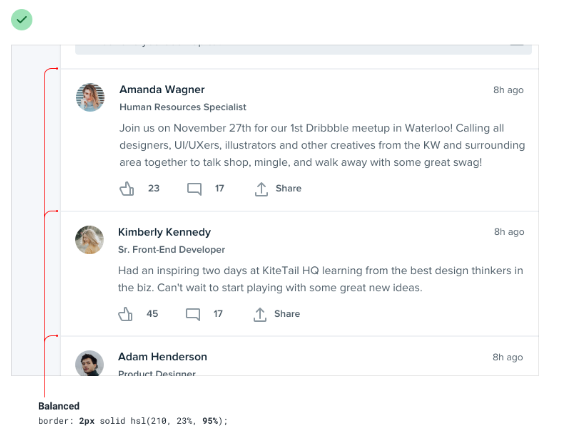 Amanda Wagner
8h ago
Human Resources Specialist
Join us on November 27th for our 1st Dribbble meetup in Waterloo! Calling all
designers, UI/UXers, illustrators and other creatives from the KW and surrounding
area together to talk shop, mingle, and walk away with some great swag!
23 17 Share
Kimberly Kennedy
8h ago
Sr. Front-End Developer
Had an inspiring two days at KiteTail HQ learning from the best design thinkers in
the biz. Can't wait to start playing with some great new ideas.
45 17 Share
Adam Henderson
8h ago
Product Designer
Balanced
border: 2px solid hsl(210, 23%, 95%);